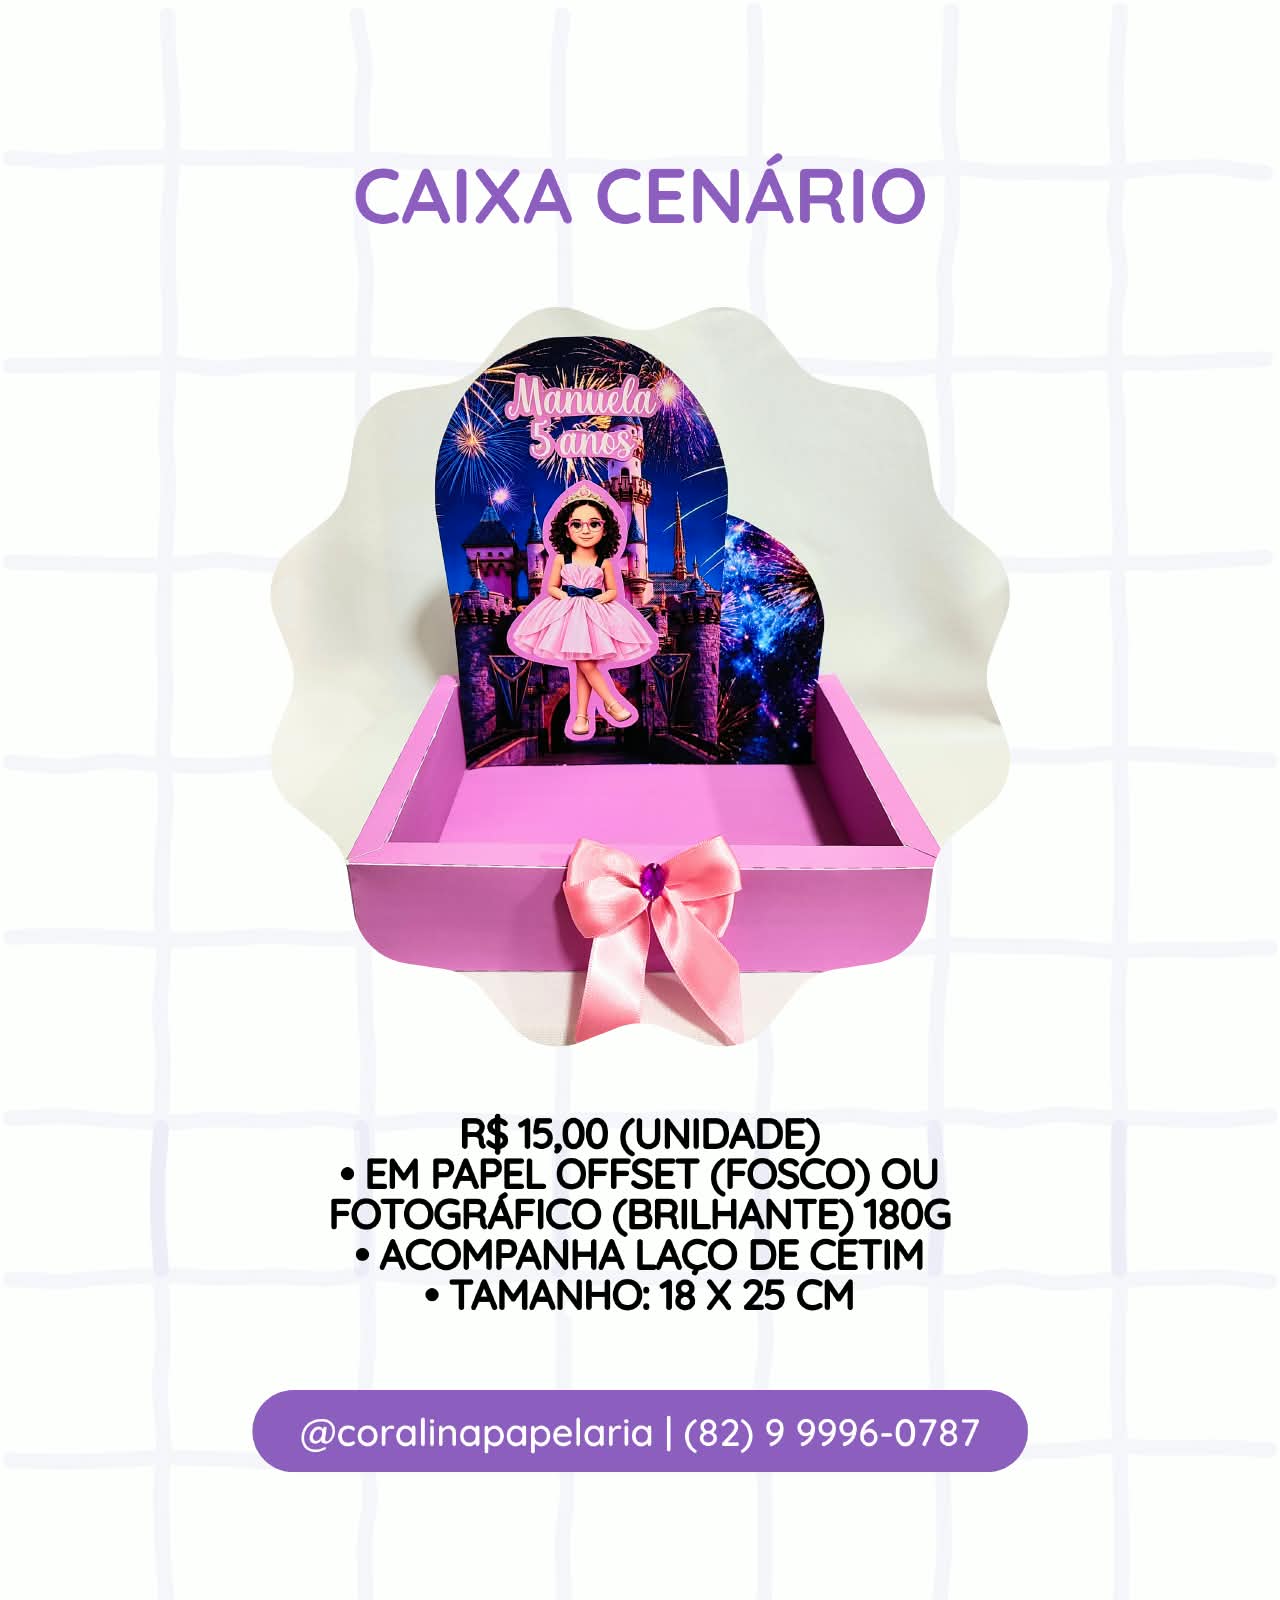 CAIXA CENÁRIO
Manuela
5 anos
R$ 15,00 (UNIDADE)
• EM PAPEL OFFSET (FOSCO) OU
FOTOGRÁFICO (BRILHANTE) 180G
• ACOMPANHA LAÇO DE CETIM
• TAMANHO: 18 X 25 CM
@coralinapapelaria | (82) 9 9996-0787